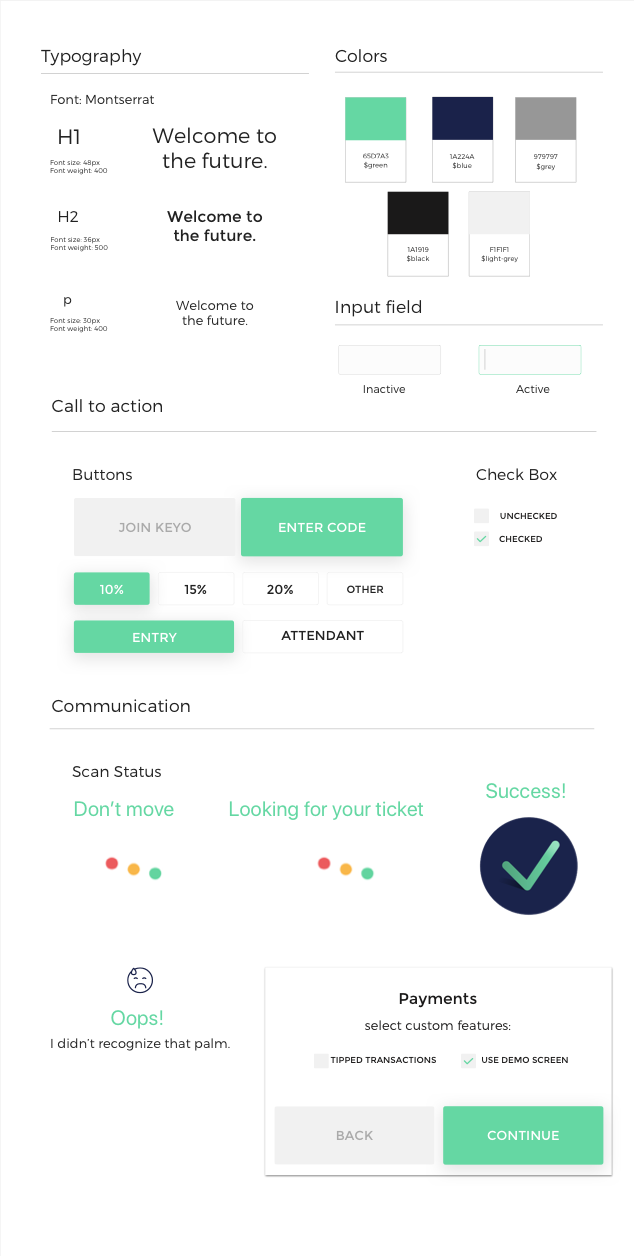 Typography
Font: Montserrat
H1
Font size: 48px
Font weight: 400
Welcome to
the future.
H2
Font size: 36px
Font weight: 500
Welcome to
the future.
p
Font size: 30px
Font weight: 400
Welcome to
the future.
Colors
65D7A3
$green
1A224A
$blue
979797
$grey
1A1919
$black
F1F1F1
$light-grey
Input field
Inactive
Active
Call to action
Buttons
JOIN KEYO
ENTER CODE
10%
15%
20%
OTHER
ENTRY
ATTENDANT
Check Box
UNCHECKED
CHECKED
Communication
Scan Status
Don't move
Looking for your ticket
Success!
Oops!
I didn't recognize that palm.
Payments
select custom features:
TIPPED TRANSACTIONS
USE DEMO SCREEN
BACK
CONTINUE